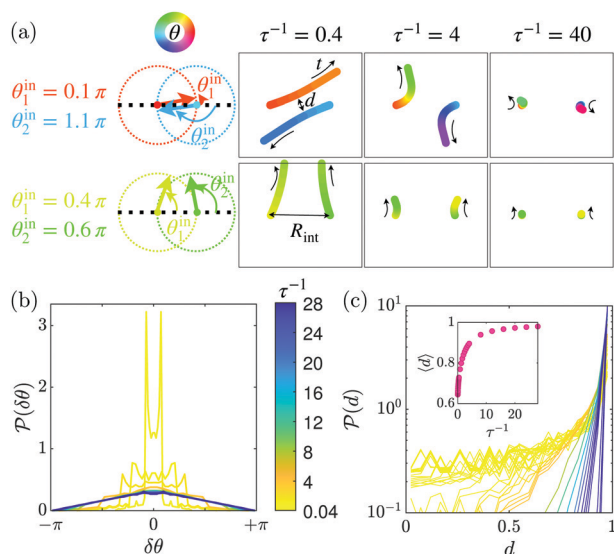 (a)
θ
τ⁻¹ = 0.4
τ⁻¹ = 4
τ⁻¹ = 40
θ₁ⁱⁿ = 0.1 π
θ₂ⁱⁿ = 1.1 π
θ₁ⁱⁿ
θ₂ⁱⁿ
t
d
θ₁ⁱⁿ = 0.4 π
θ₂ⁱⁿ = 0.6 π
θ₂ⁱⁿ
θ₁ⁱⁿ
R_int
(b)
P(δθ)
3
2
1
0
−π
0
+π
δθ
τ⁻¹
28
24
20
16
12
8
4
0.04
(c)
P(d)
10¹
10⁰
10⁻¹
0
0.5
1
d
⟨d⟩
1
0.8
0.6
0
10
20
τ⁻¹